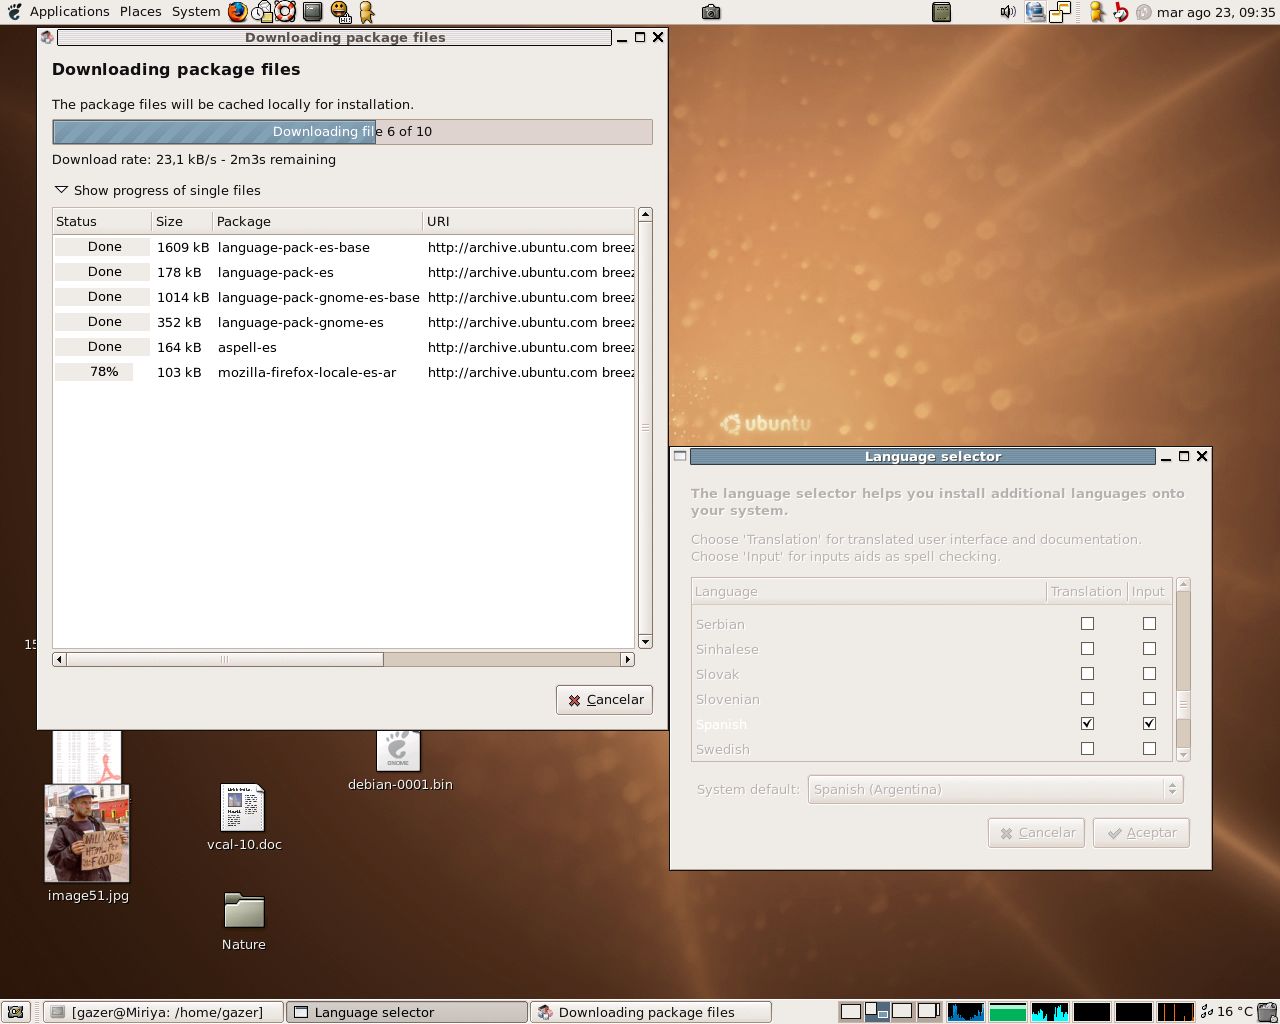 Applications Places System
mar ago 23, 09:35
Downloading package files
Downloading package files
The package files will be cached locally for installation.
Downloading file 6 of 10
Download rate: 23,1 kB/s - 2m3s remaining
Show progress of single files
Status Size Package URI
Done 1609 kB language-pack-es-base http://archive.ubuntu.com breez
Done 178 kB language-pack-es http://archive.ubuntu.com breez
Done 1014 kB language-pack-gnome-es-base http://archive.ubuntu.com breez
Done 352 kB language-pack-gnome-es http://archive.ubuntu.com breez
Done 164 kB aspell-es http://archive.ubuntu.com breez
78% 103 kB mozilla-firefox-locale-es-ar http://archive.ubuntu.com breez
Cancelar
ubuntu
Language selector
The language selector helps you install additional languages onto
your system.
Choose 'Translation' for translated user interface and documentation.
Choose 'Input' for inputs aids as spell checking.
Language Translation Input
Serbian
Sinhalese
Slovak
Slovenian
Spanish
Swedish
System default: Spanish (Argentina)
Cancelar Aceptar
15
GNOME
debian-0001.bin
vcal-10.doc
image51.jpg
Nature
[gazer@Miriya: /home/gazer] Language selector Downloading package files 16 °C